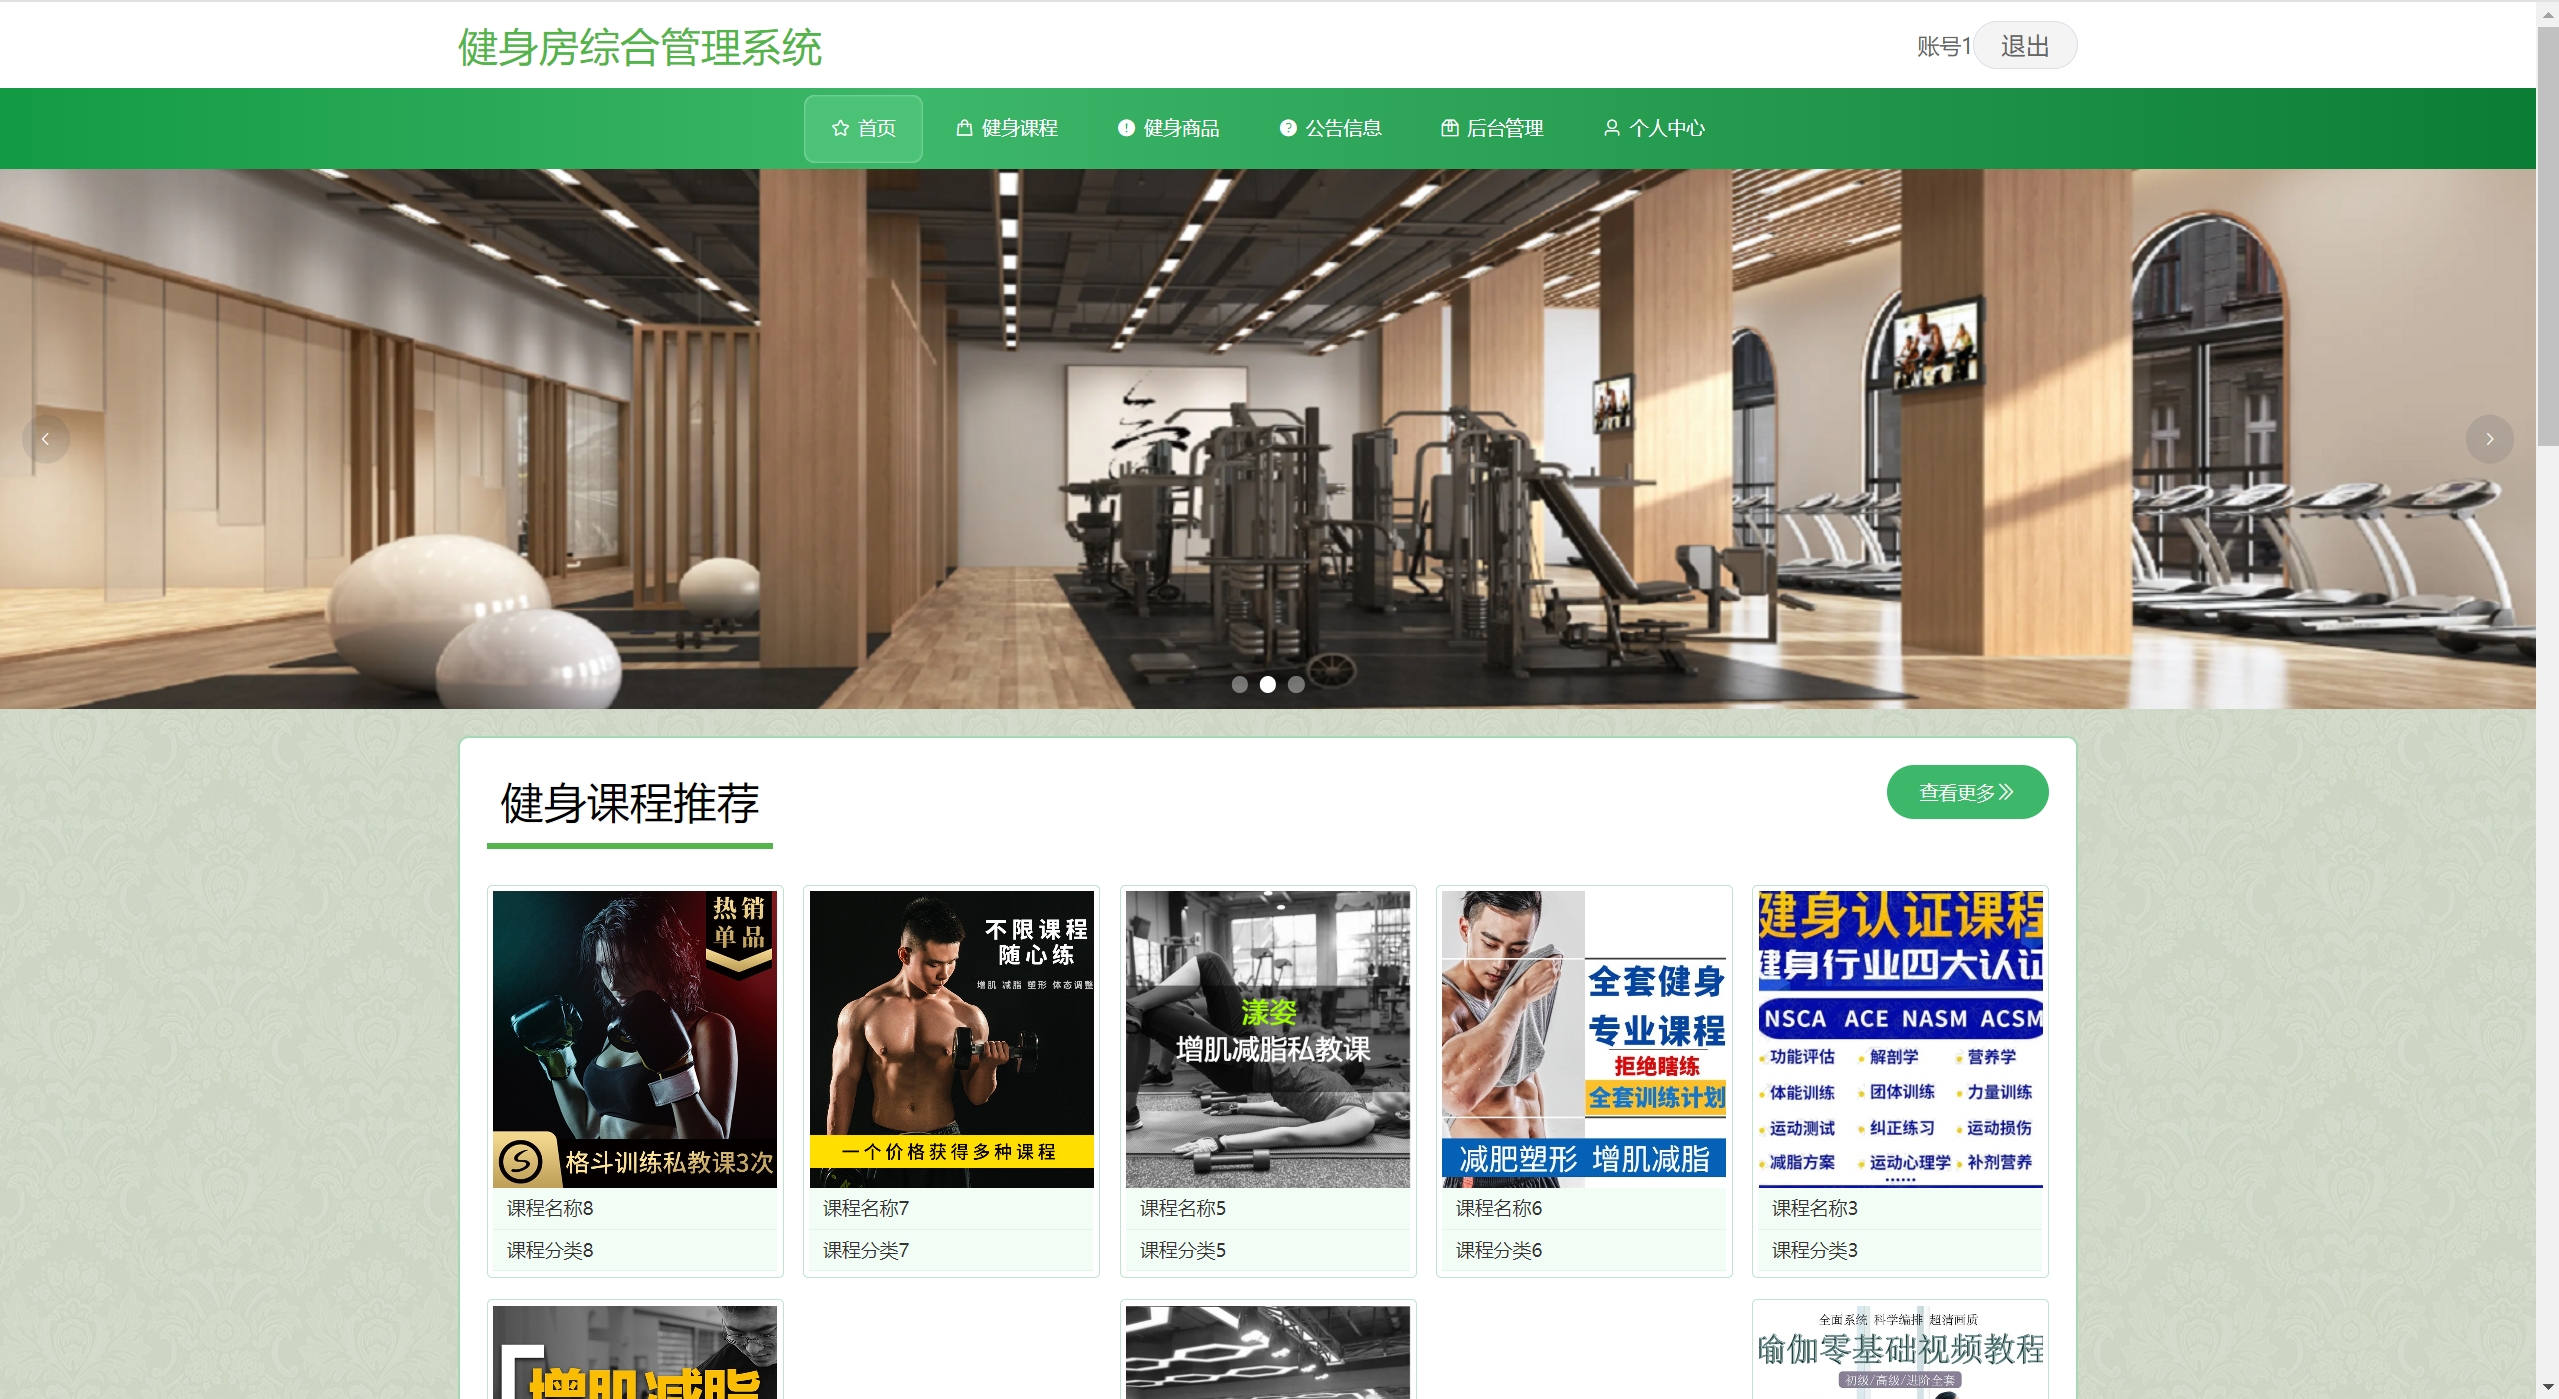 健身房综合管理系统
账号1 退出
首页 健身课程 健身商品 公告信息 后台管理 个人中心
健身课程推荐
查看更多
热销
单品
格斗训练私教课3次
课程名称8
课程分类8
不限课程
随心练
增肌 减脂 塑形 体态调整
一个价格获得多种课程
课程名称7
课程分类7
漾姿
增肌减脂私教课
课程名称5
课程分类5
全套健身
专业课程
拒绝瞎练
全套训练计划
减肥塑形 增肌减脂
课程名称6
课程分类6
健身认证课程
健身行业四大认证
NSCA ACE NASM ACSM
功能评估 解剖学 营养学
体能训练 团体训练 力量训练
运动测试 纠正练习 运动损伤
减脂方案 运动心理学 补剂营养
······
课程名称3
课程分类3
增肌减脂
全面系统 科学编排 超清画质
瑜伽零基础视频教程
初级/高级/进阶全套